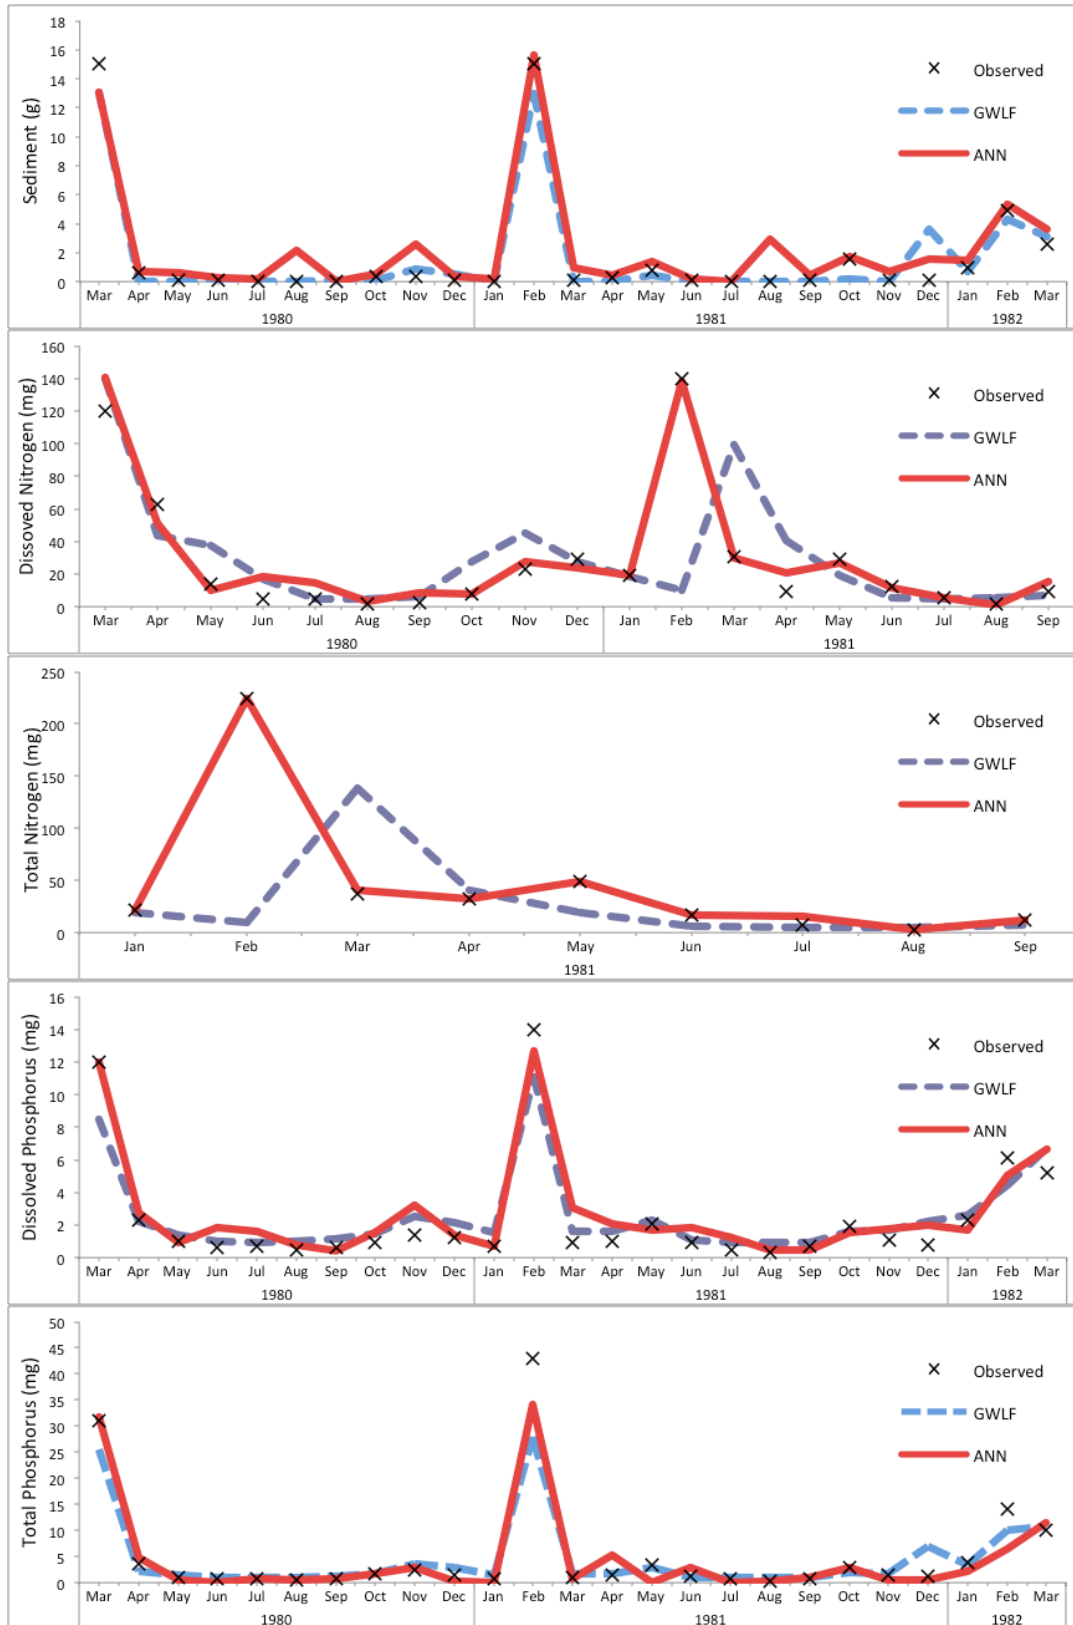 Sediment (g)
18
16
14
12
10
8
6
4
2
0
Observed
GWLF
ANN
Mar Apr May Jun Jul Aug Sep Oct Nov Dec Jan Feb Mar Apr May Jun Jul Aug Sep Oct Nov Dec Jan Feb Mar
1980 1981 1982
Dissoved Nitrogen (mg)
160
140
120
100
80
60
40
20
0
Observed
GWLF
ANN
Mar Apr May Jun Jul Aug Sep Oct Nov Dec Jan Feb Mar Apr May Jun Jul Aug Sep
1980 1981
Total Nitrogen (mg)
250
200
150
100
50
0
Observed
GWLF
ANN
Jan Feb Mar Apr May Jun Jul Aug Sep
1981
Dissolved Phosphorus (mg)
16
14
12
10
8
6
4
2
0
Observed
GWLF
ANN
Mar Apr May Jun Jul Aug Sep Oct Nov Dec Jan Feb Mar Apr May Jun Jul Aug Sep Oct Nov Dec Jan Feb Mar
1980 1981 1982
Total Phosphorus (mg)
50
45
40
35
30
25
20
15
10
5
0
Observed
GWLF
ANN
Mar Apr May Jun Jul Aug Sep Oct Nov Dec Jan Feb Mar Apr May Jun Jul Aug Sep Oct Nov Dec Jan Feb Mar
1980 1981 1982